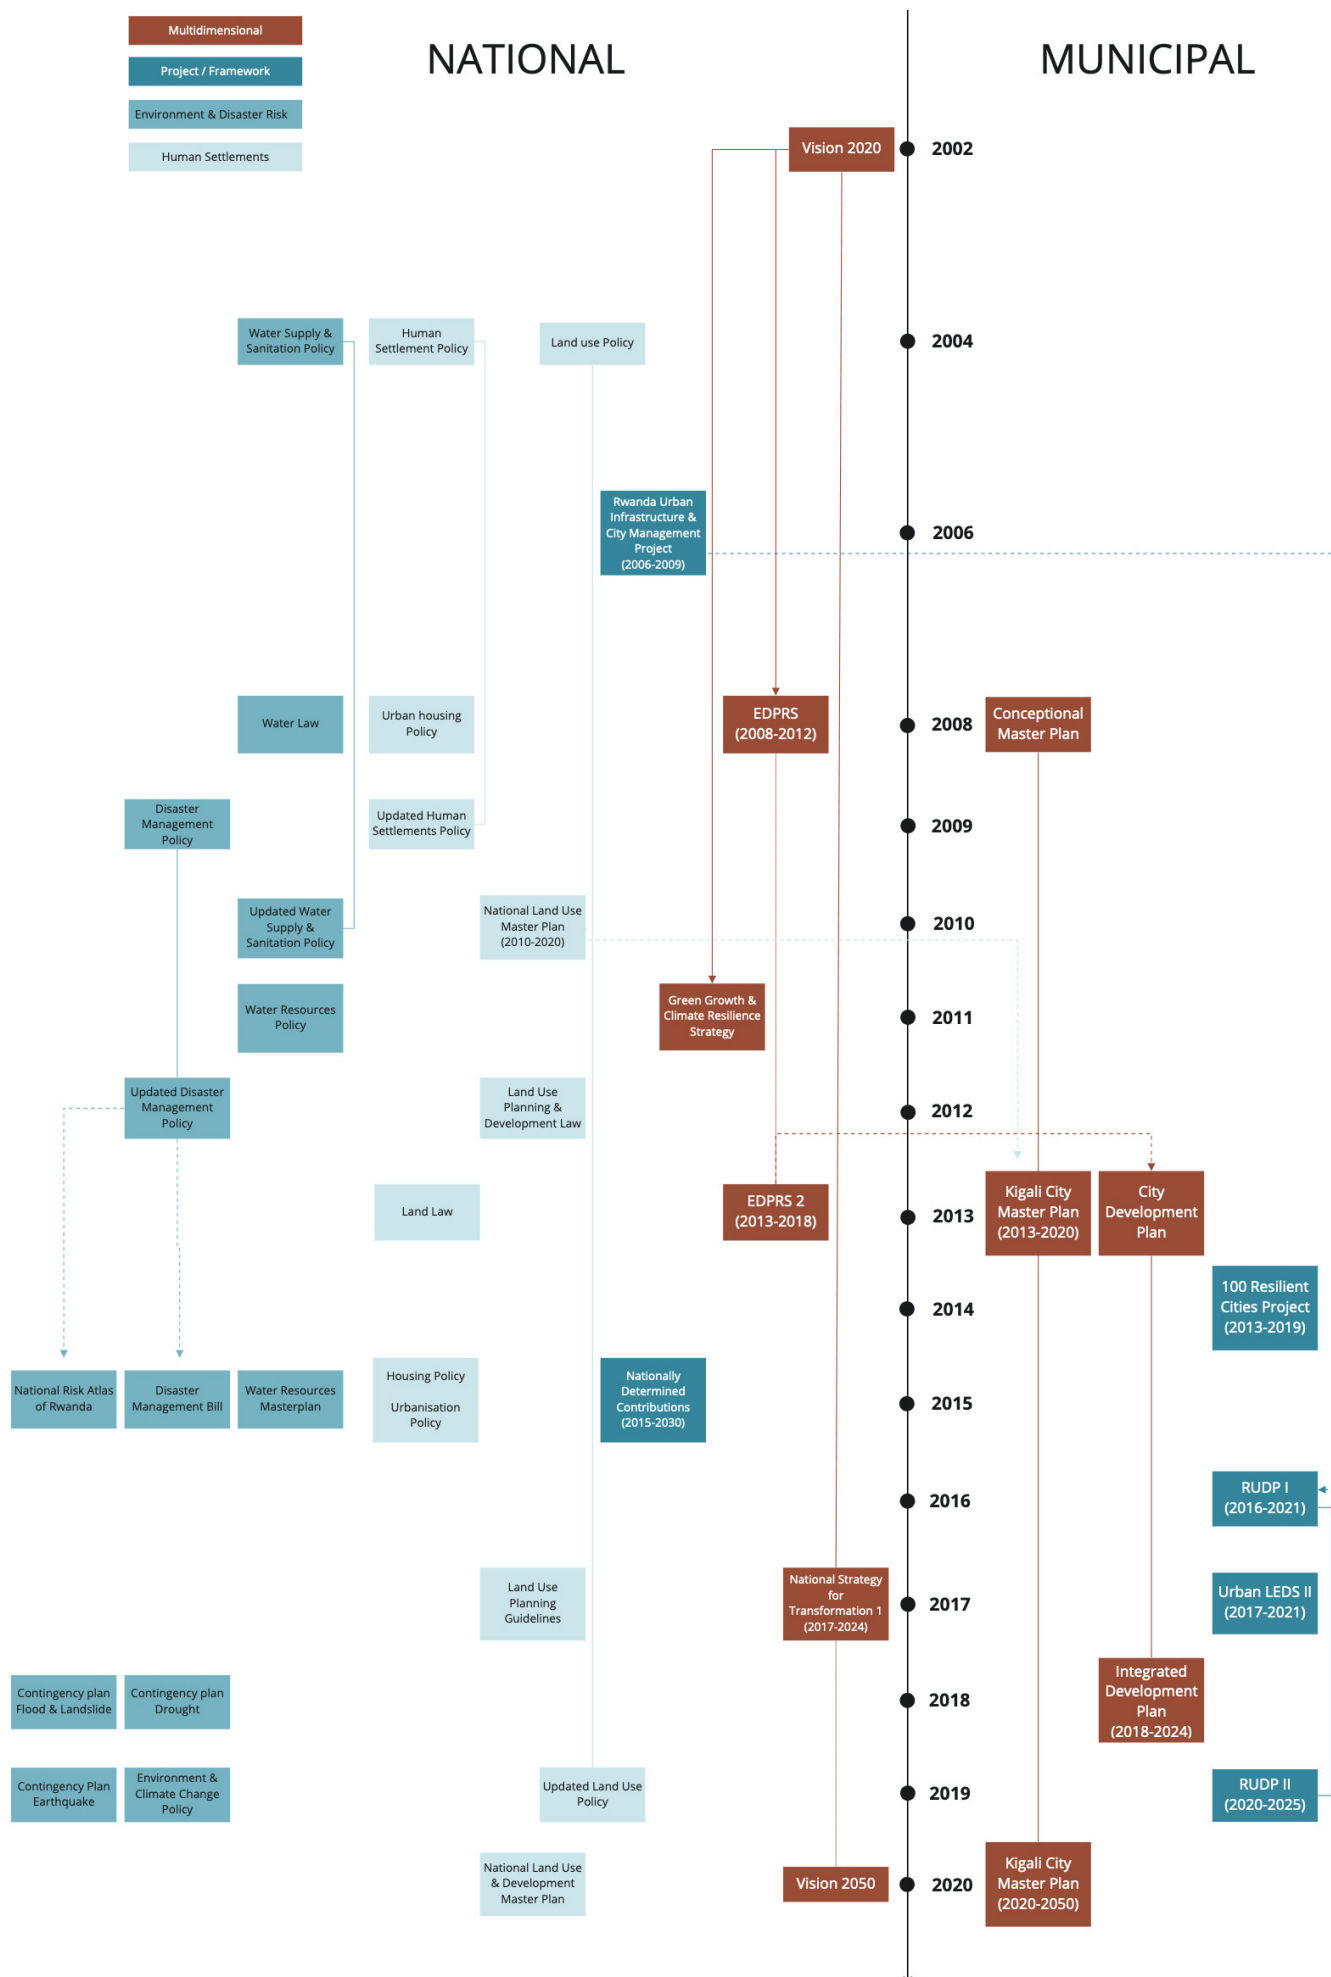 Multidimensional
Project / Framework
Environment & Disaster Risk
Human Settlements
NATIONAL
MUNICIPAL
Vision 2020
2002
Water Supply &
Sanitation Policy
Human
Settlement Policy
Land use Policy
2004
Rwanda Urban
Infrastructure &
City Management
Project
(2006-2009)
2006
Water Law
Urban housing
Policy
EDPRS
(2008-2012)
2008
Conceptional
Master Plan
Disaster
Management
Policy
Updated Human
Settlements Policy
2009
Updated Water
Supply &
Sanitation Policy
National Land Use
Master Plan
(2010-2020)
2010
Water Resources
Policy
Green Growth &
Climate Resilience
Strategy
2011
Updated Disaster
Management
Policy
Land Use
Planning &
Development Law
2012
Land Law
EDPRS 2
(2013-2018)
2013
Kigali City
Master Plan
(2013-2020)
City
Development
Plan
2014
100 Resilient
Cities Project
(2013-2019)
National Risk Atlas
of Rwanda
Disaster
Management Bill
Water Resources
Masterplan
Housing Policy
Urbanisation
Policy
Nationally
Determined
Contributions
(2015-2030)
2015
2016
RUDP I
(2016-2021)
Land Use
Planning
Guidelines
National Strategy
for
Transformation 1
(2017-2024)
2017
Urban LEDS II
(2017-2021)
Contingency plan
Flood & Landslide
Contingency plan
Drought
2018
Integrated
Development
Plan
(2018-2024)
Contingency Plan
Earthquake
Environment &
Climate Change
Policy
Updated Land Use
Policy
2019
RUDP II
(2020-2025)
National Land Use
& Development
Master Plan
Vision 2050
2020
Kigali City
Master Plan
(2020-2050)